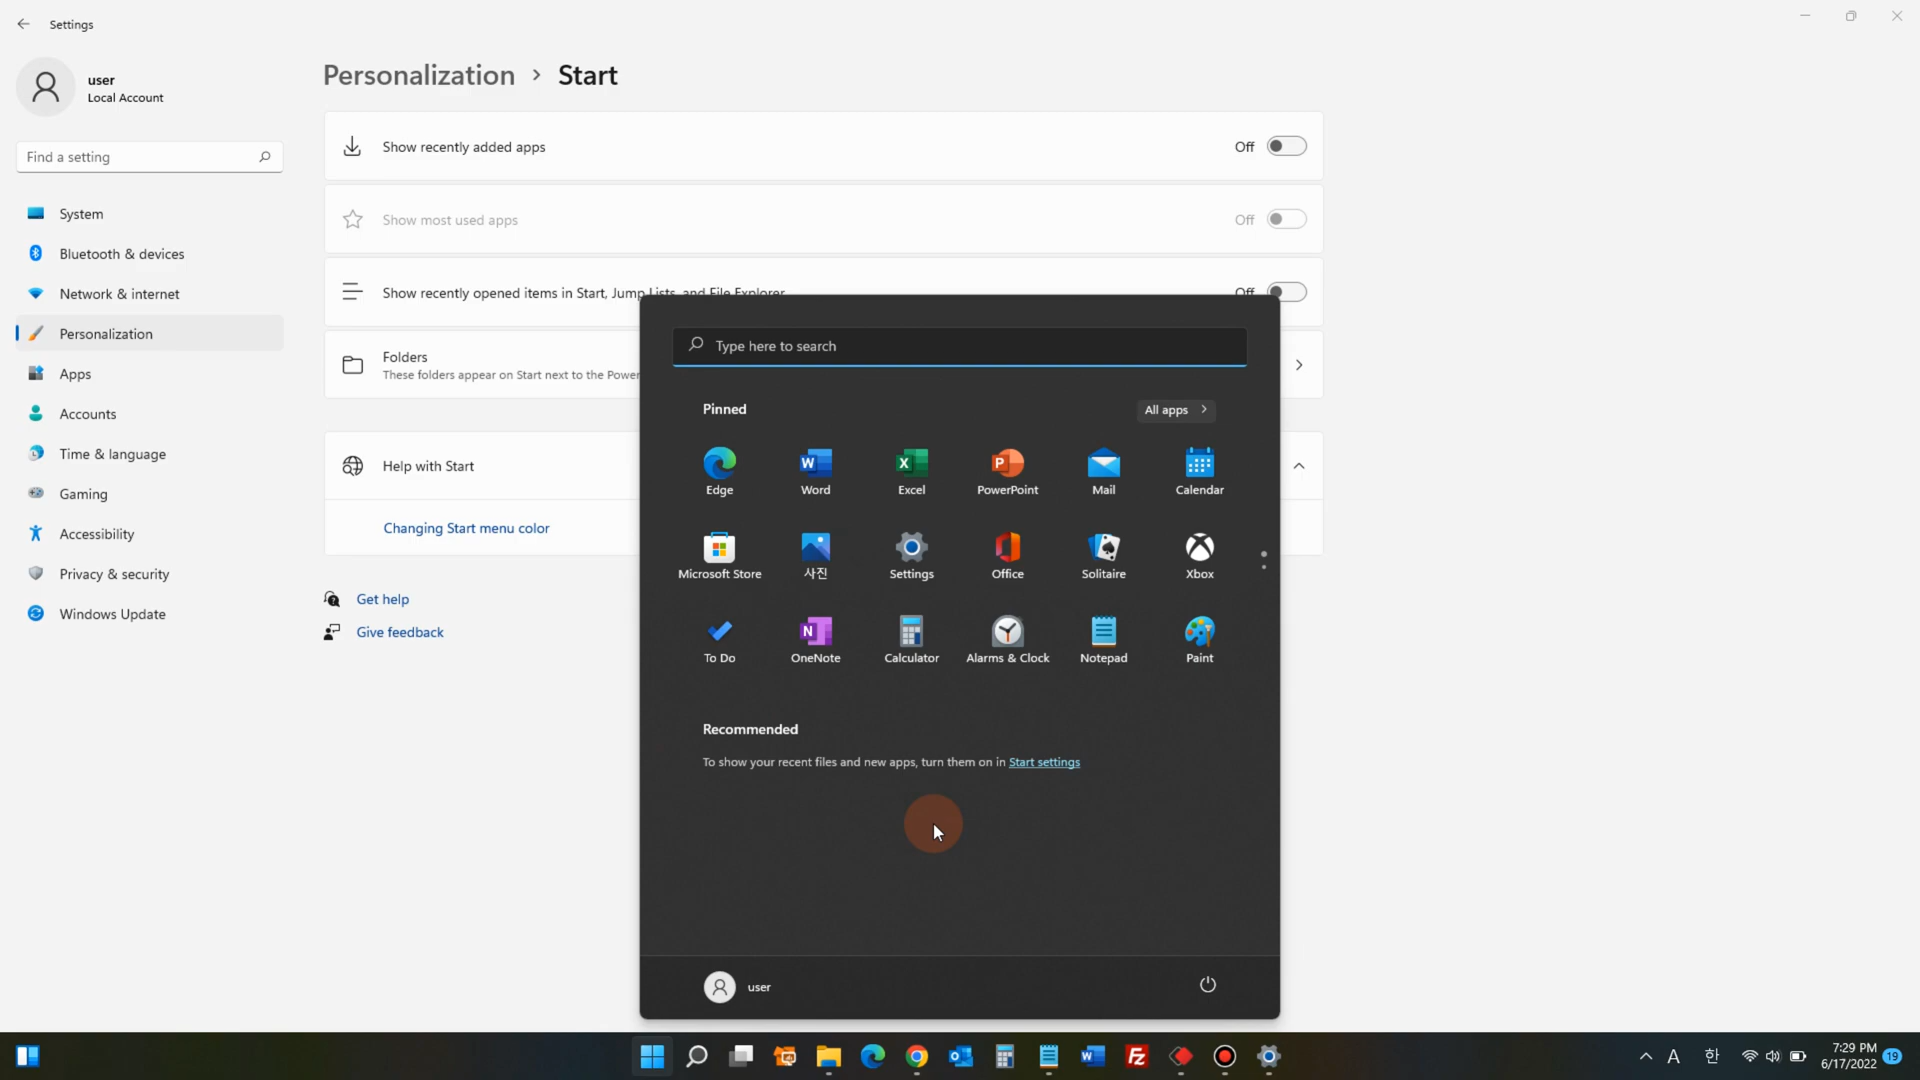 Settings
user
Local Account
Find a setting
System
Bluetooth & devices
Network & internet
Personalization
Apps
Accounts
Time & language
Gaming
Accessibility
Privacy & security
Windows Update
Personalization > Start
Show recently added apps
Off
Show most used apps
Off
Show recently opened items in Start, Jump Lists, and File Explorer
Off
Folders
These folders appear on Start next to the Power
Help with Start
Changing Start menu color
Get help
Give feedback
Type here to search
Pinned
All apps >
Edge
Word
Excel
PowerPoint
Mail
Calendar
Microsoft Store
사진
Settings
Office
Solitaire
Xbox
To Do
OneNote
Calculator
Alarms & Clock
Notepad
Paint
Recommended
To show your recent files and new apps, turn them on in Start settings
user
A
한
7:29 PM
6/17/2022
19